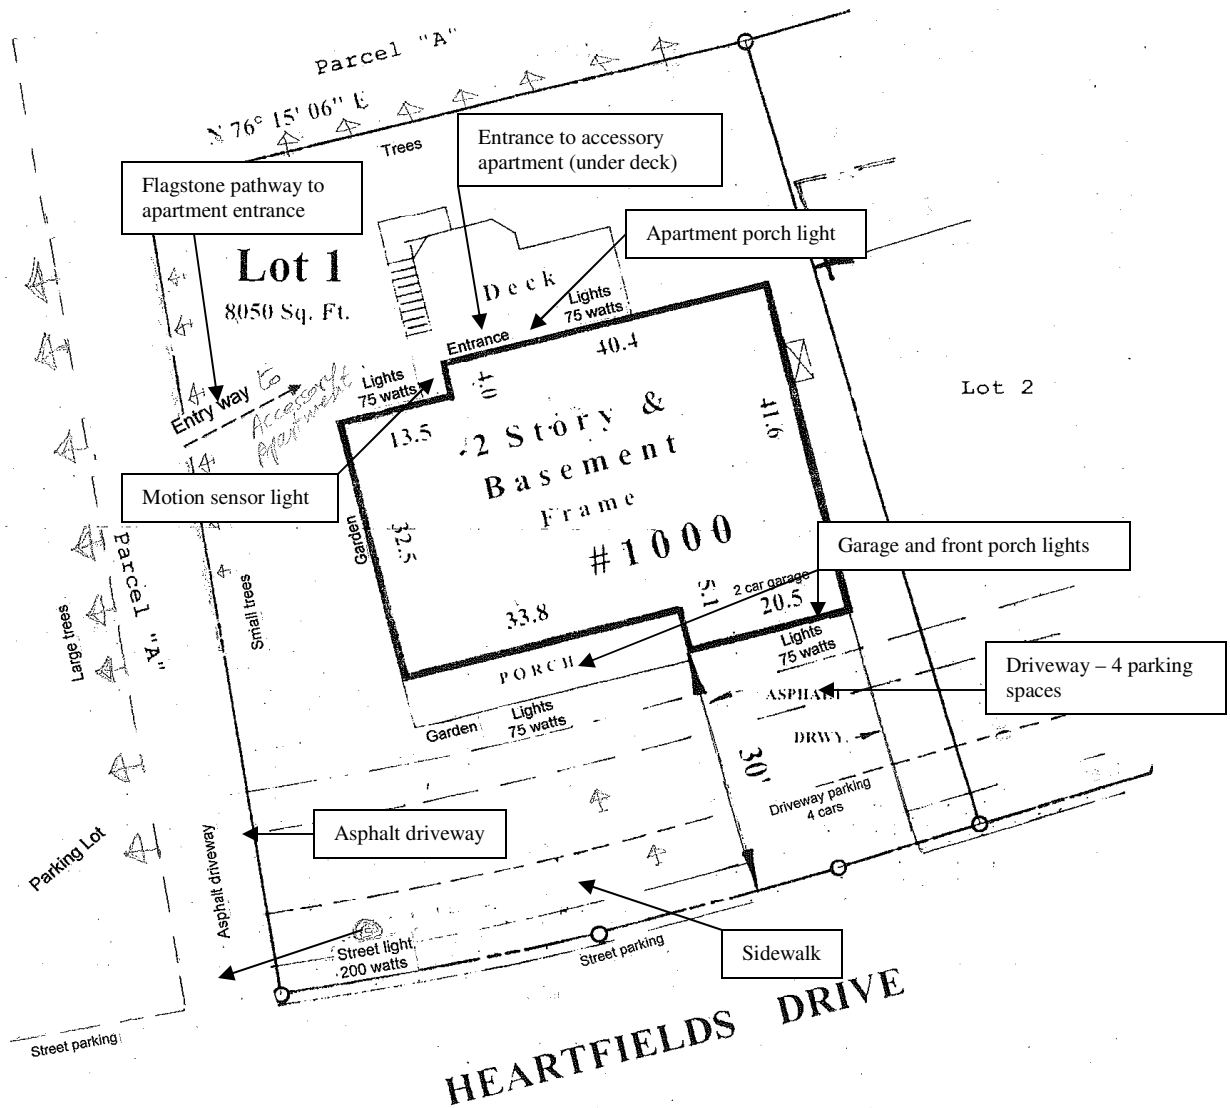 Parcel "A"
N 76° 15' 06" E
Trees
Entrance to accessory
apartment (under deck)
Flagstone pathway to
apartment entrance
Apartment porch light
Lot 1
8050 Sq. Ft.
Deck
Lights
75 watts
Entrance
40.4
4.0
Lights
75 watts
Entry way to
Accessory
Apartment
13.5
2 Story &
Basement
Frame
#1000
41.6
Lot 2
Motion sensor light
Garden
32.5
Garage and front porch lights
Parcel "A"
Large trees
Small trees
33.8
5.1
2 car garage
20.5
Lights
75 watts
PORCH
Driveway – 4 parking
spaces
ASPHALT
DRWY.
Lights
75 watts
Garden
30'
Driveway parking
4 cars
Asphalt driveway
Parking Lot
Asphalt driveway
Street light
200 watts
Sidewalk
Street parking
Street parking
HEARTFIELDS DRIVE